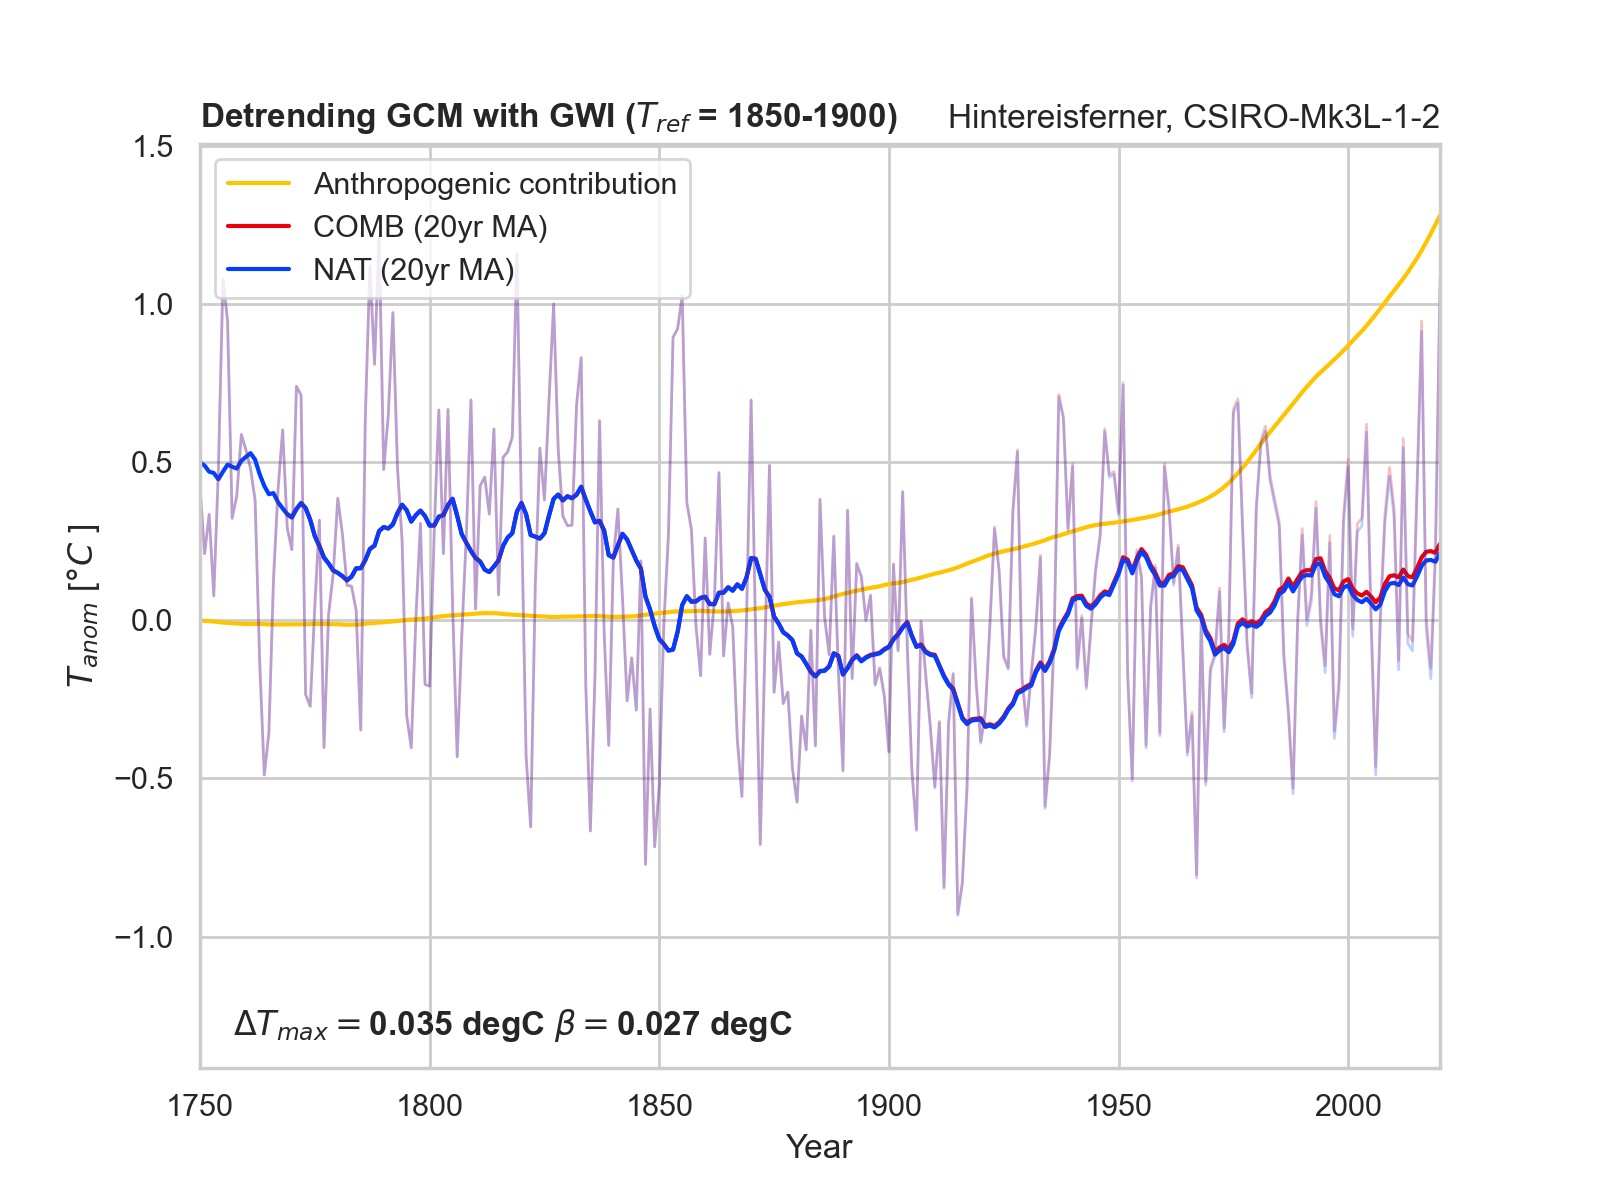 Detrending GCM with GWI (T_ref = 1850-1900) Hintereisferner, CSIRO-Mk3L-1-2
1.5
Anthropogenic contribution
COMB (20yr MA)
NAT (20yr MA)
1.0
0.5
0.0
−0.5
−1.0
T_anom [°C ]
ΔT_max = 0.035 degC β = 0.027 degC
1750 1800 1850 1900 1950 2000
Year